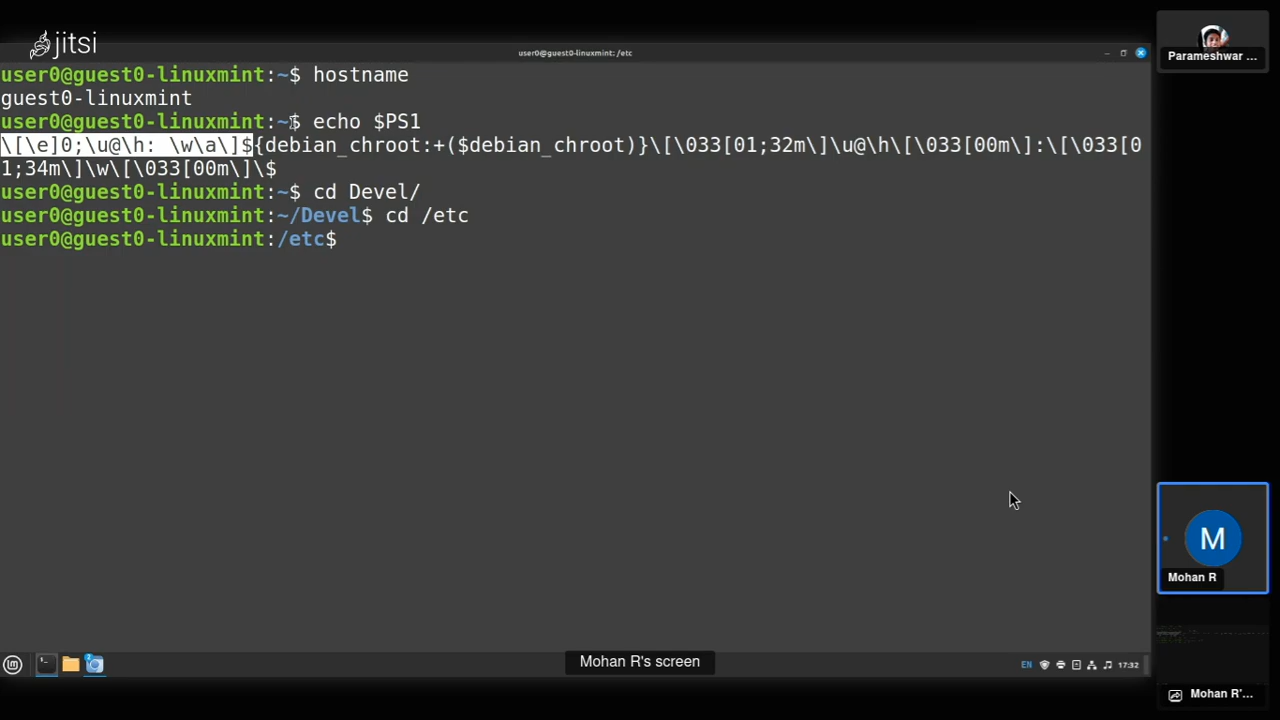 jitsi
user0@guest0-linuxmint: /etc
user0@guest0-linuxmint:~$ hostname
guest0-linuxmint
user0@guest0-linuxmint:~$ echo $PS1
\[\e]0;\u@\h: \w\a\]${debian_chroot:+($debian_chroot)}\[\033[01;32m\]\u@\h\[\033[00m\]:\[\033[0
1;34m\]\w\[\033[00m\]\$
user0@guest0-linuxmint:~$ cd Devel/
user0@guest0-linuxmint:~/Devel$ cd /etc
user0@guest0-linuxmint:/etc$
Parameshwar ...
M
Mohan R
Mohan R's screen
EN
17:32
Mohan R'...